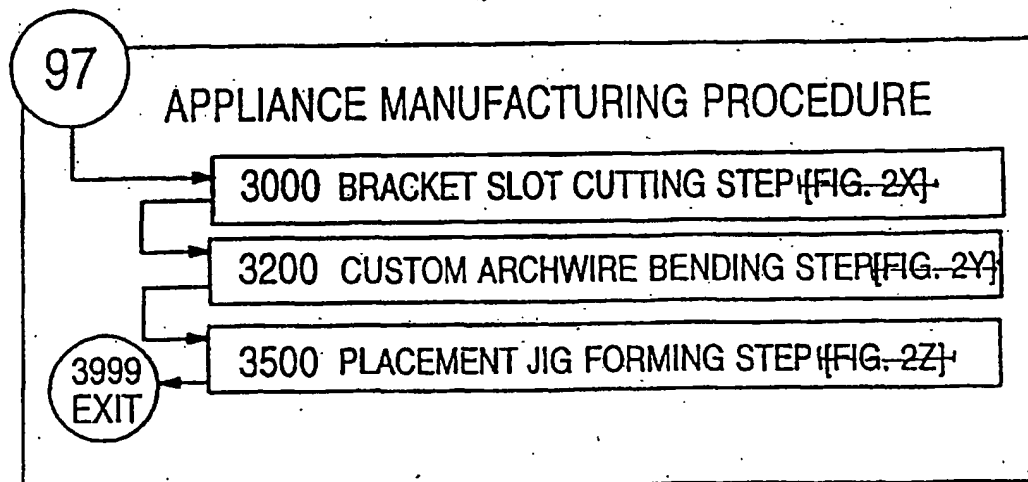 97
APPLIANCE MANUFACTURING PROCEDURE
3000 BRACKET SLOT CUTTING STEP [FIG. 2X]
3200 CUSTOM ARCHWIRE BENDING STEP [FIG. 2Y]
3500 PLACEMENT JIG FORMING STEP [FIG. 2Z]
3999
EXIT